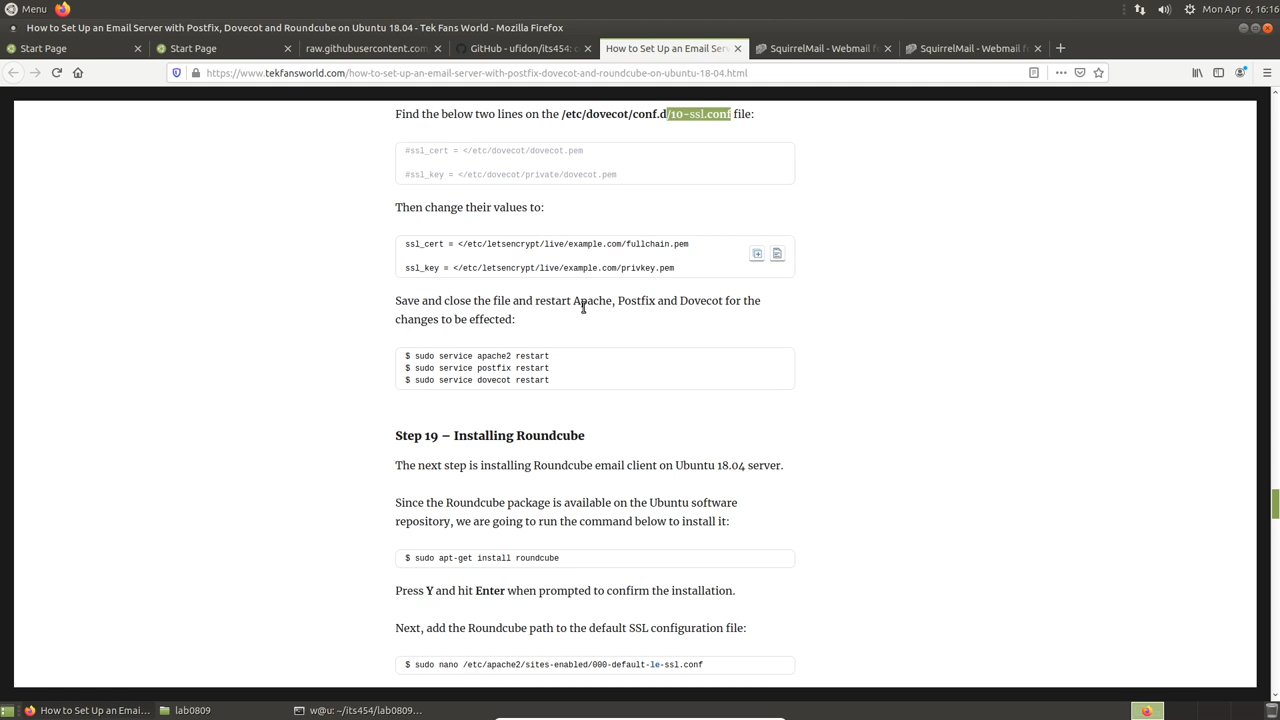 Menu
Mon Apr 6, 16:16
How to Set Up an Email Server with Postfix, Dovecot and Roundcube on Ubuntu 18.04 - Tek Fans World - Mozilla Firefox
Start Page
Start Page
raw.githubusercontent.com
GitHub - ufidon/its454: c
How to Set Up an Email Serv
SquirrelMail - Webmail for
SquirrelMail - Webmail for
https://www.tekfansworld.com/how-to-set-up-an-email-server-with-postfix-dovecot-and-roundcube-on-ubuntu-18-04.html
Find the below two lines on the /etc/dovecot/conf.d/10-ssl.conf file:
#ssl_cert = </etc/dovecot/dovecot.pem
#ssl_key = </etc/dovecot/private/dovecot.pem
Then change their values to:
ssl_cert = </etc/letsencrypt/live/example.com/fullchain.pem
ssl_key = </etc/letsencrypt/live/example.com/privkey.pem
Save and close the file and restart Apache, Postfix and Dovecot for the
changes to be effected:
$ sudo service apache2 restart
$ sudo service postfix restart
$ sudo service dovecot restart
Step 19 – Installing Roundcube
The next step is installing Roundcube email client on Ubuntu 18.04 server.
Since the Roundcube package is available on the Ubuntu software
repository, we are going to run the command below to install it:
$ sudo apt-get install roundcube
Press Y and hit Enter when prompted to confirm the installation.
Next, add the Roundcube path to the default SSL configuration file:
$ sudo nano /etc/apache2/sites-enabled/000-default-le-ssl.conf
How to Set Up an Emai...
lab0809
w@u: ~/its454/lab0809...